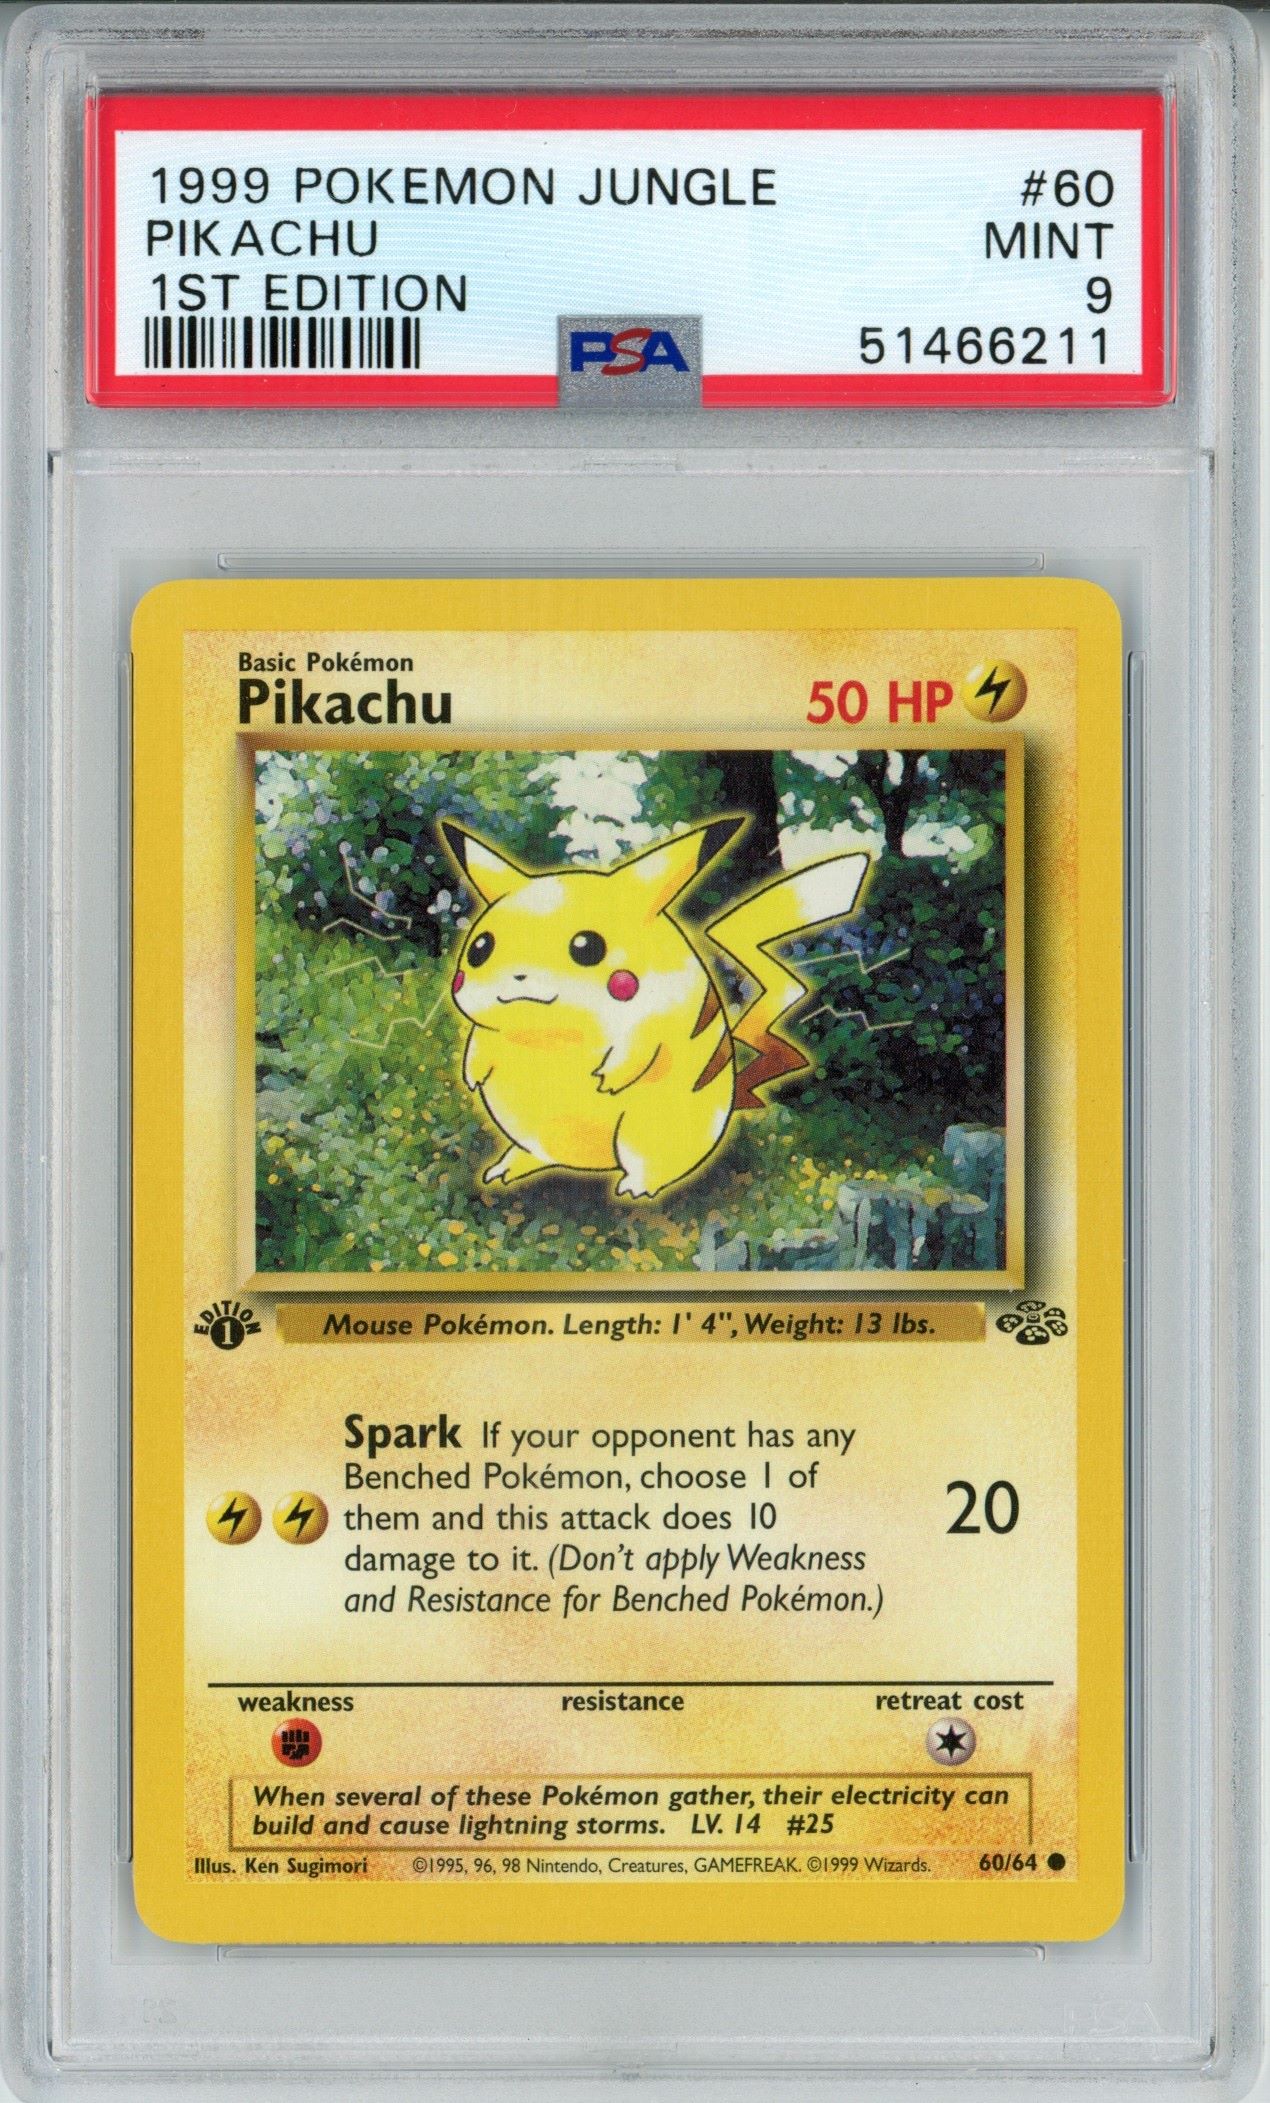 1999 POKEMON JUNGLE #60
PIKACHU MINT
1ST EDITION 9
PSA 51466211
Basic Pokémon
Pikachu 50 HP
EDITION
1
Mouse Pokémon. Length: 1' 4", Weight: 13 lbs.
Spark If your opponent has any
Benched Pokémon, choose 1 of
them and this attack does 10
damage to it. (Don't apply Weakness
and Resistance for Benched Pokémon.)
20
weakness resistance retreat cost
When several of these Pokémon gather, their electricity can
build and cause lightning storms. LV. 14 #25
Illus. Ken Sugimori ©1995, 96, 98 Nintendo, Creatures, GAMEFREAK. ©1999 Wizards. 60/64 ●
PSA